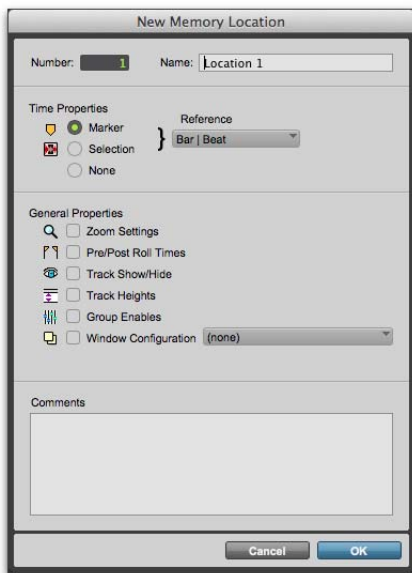 New Memory Location
Number: 1 Name: Location 1
Time Properties
Reference
Marker
Bar | Beat
Selection
None
General Properties
Zoom Settings
Pre/Post Roll Times
Track Show/Hide
Track Heights
Group Enables
Window Configuration (none)
Comments
Cancel OK